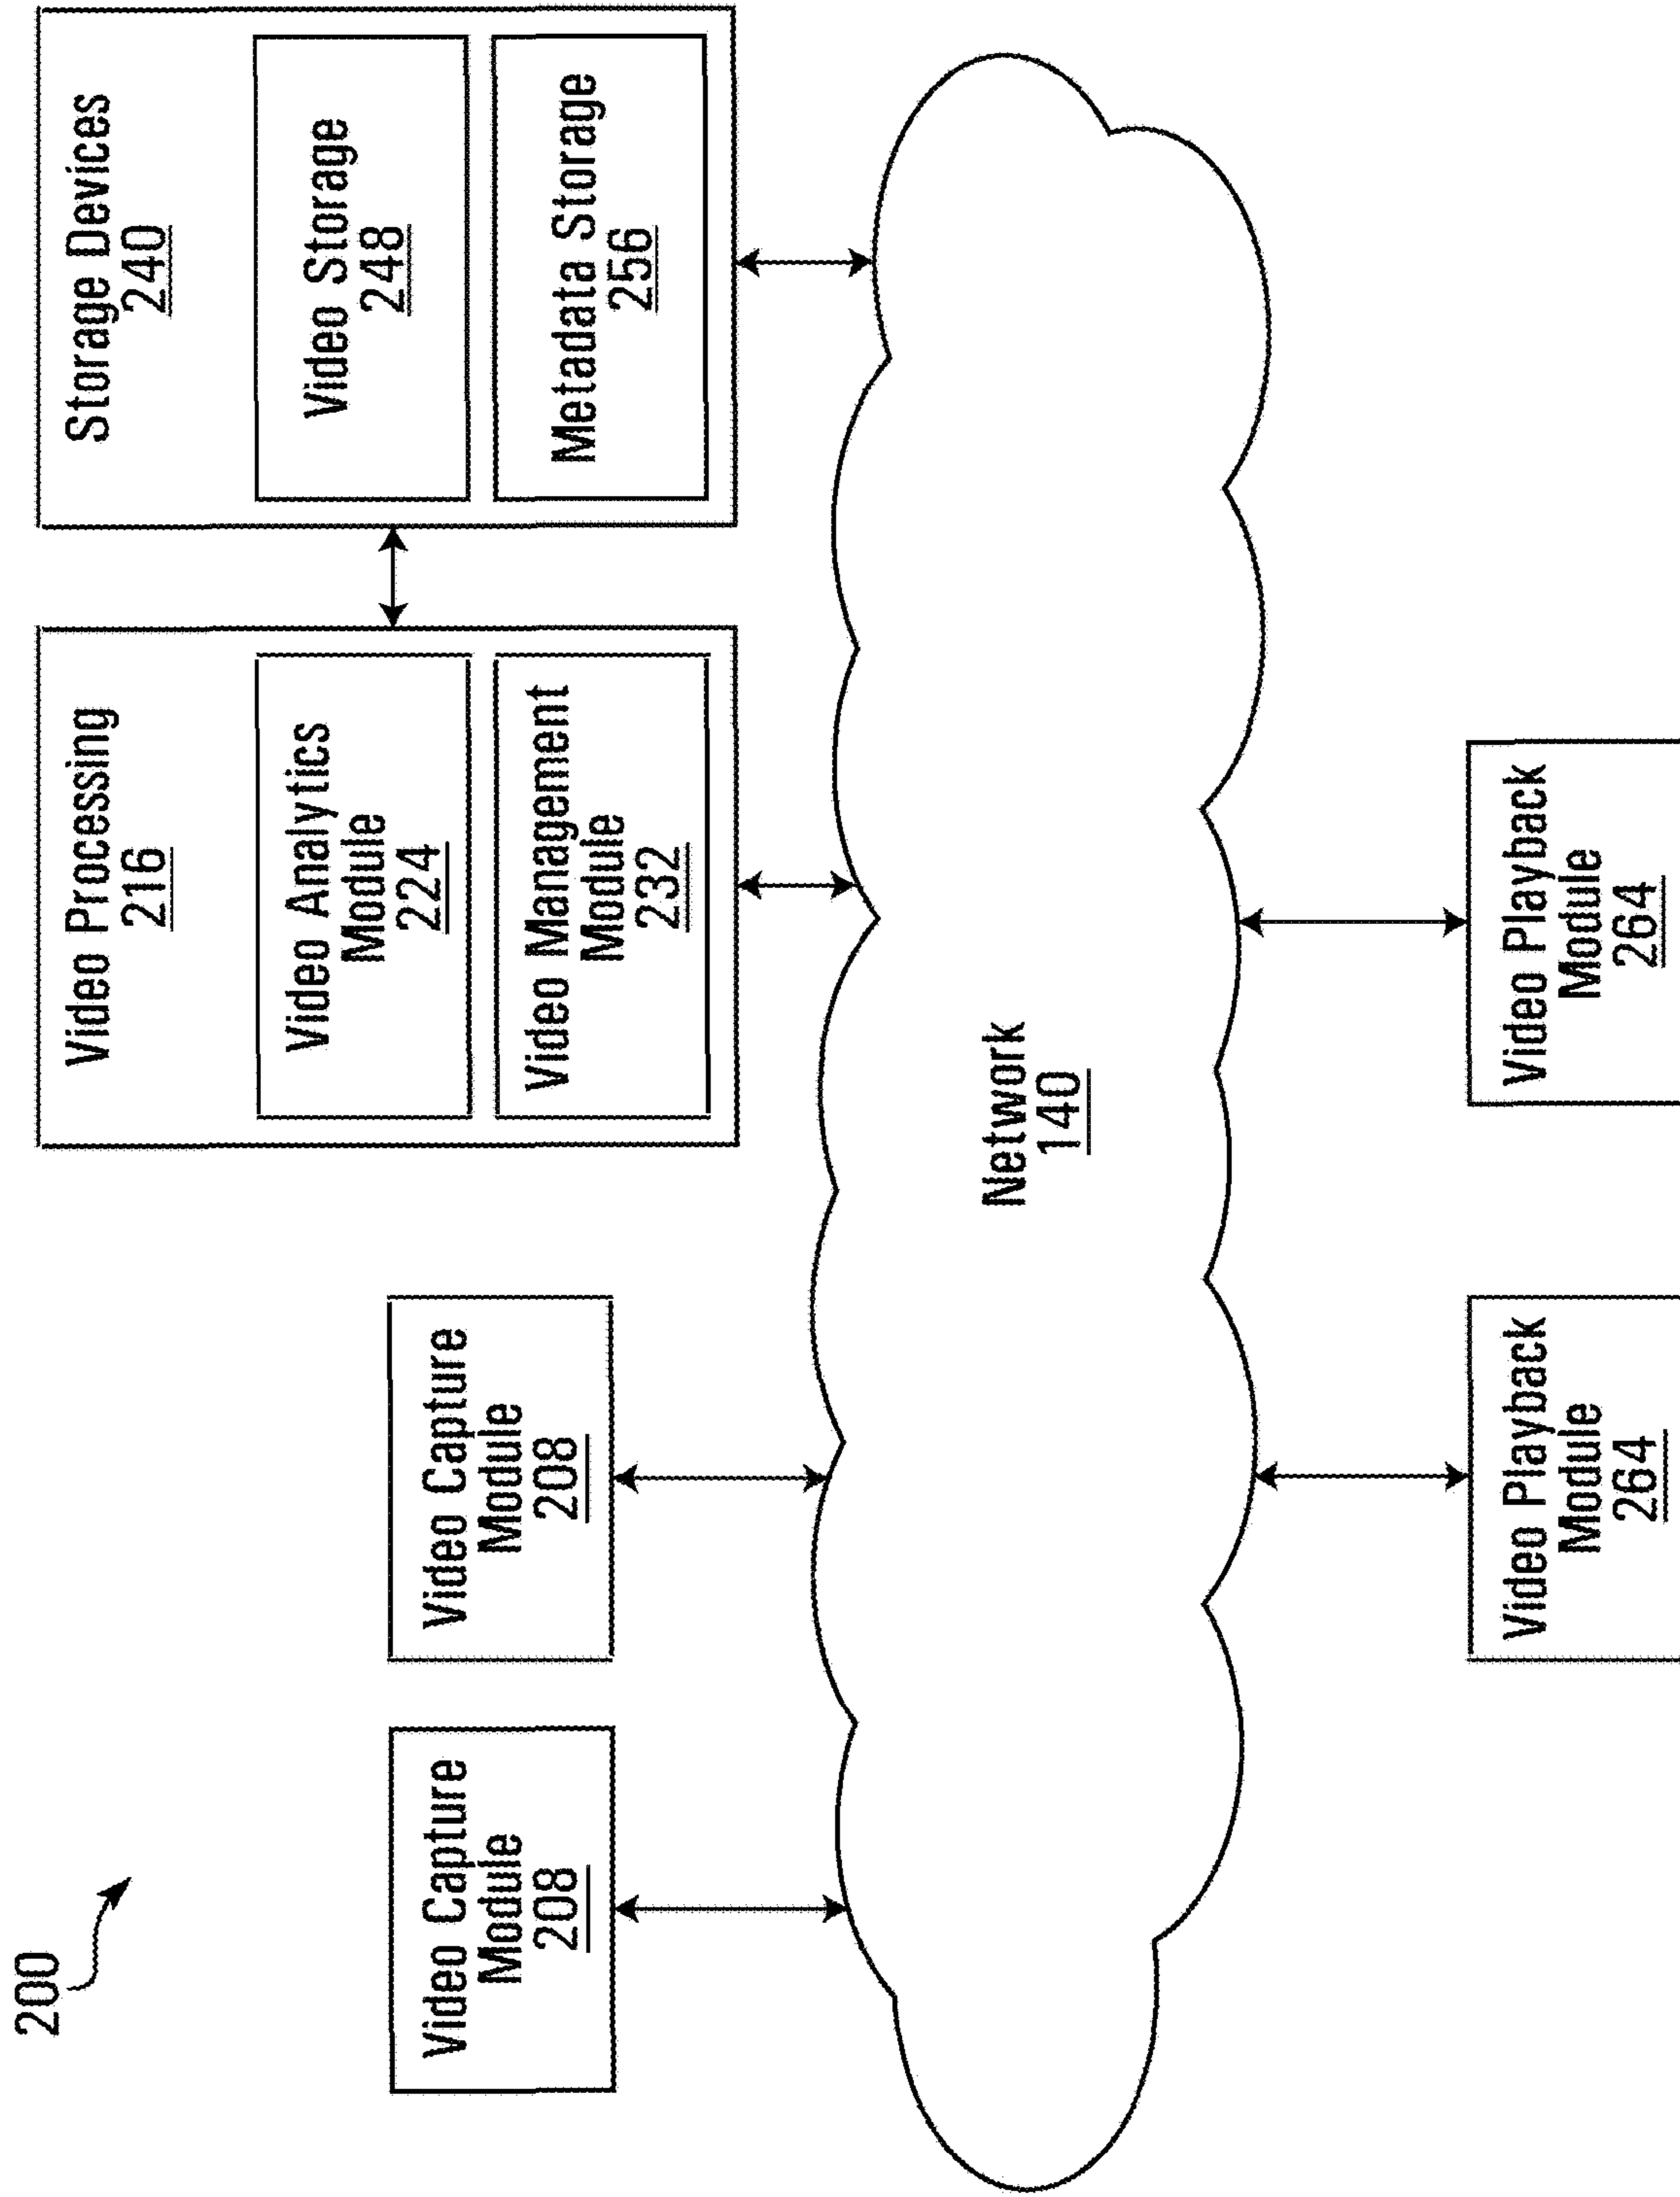 200
Video Capture
Module
208
Video Capture
Module
208
Video Processing
216
Video Analytics
Module
224
Video Management
Module
232
Storage Devices
240
Video Storage
248
Metadata Storage
256
Network
140
Video Playback
Module
264
Video Playback
Module
264